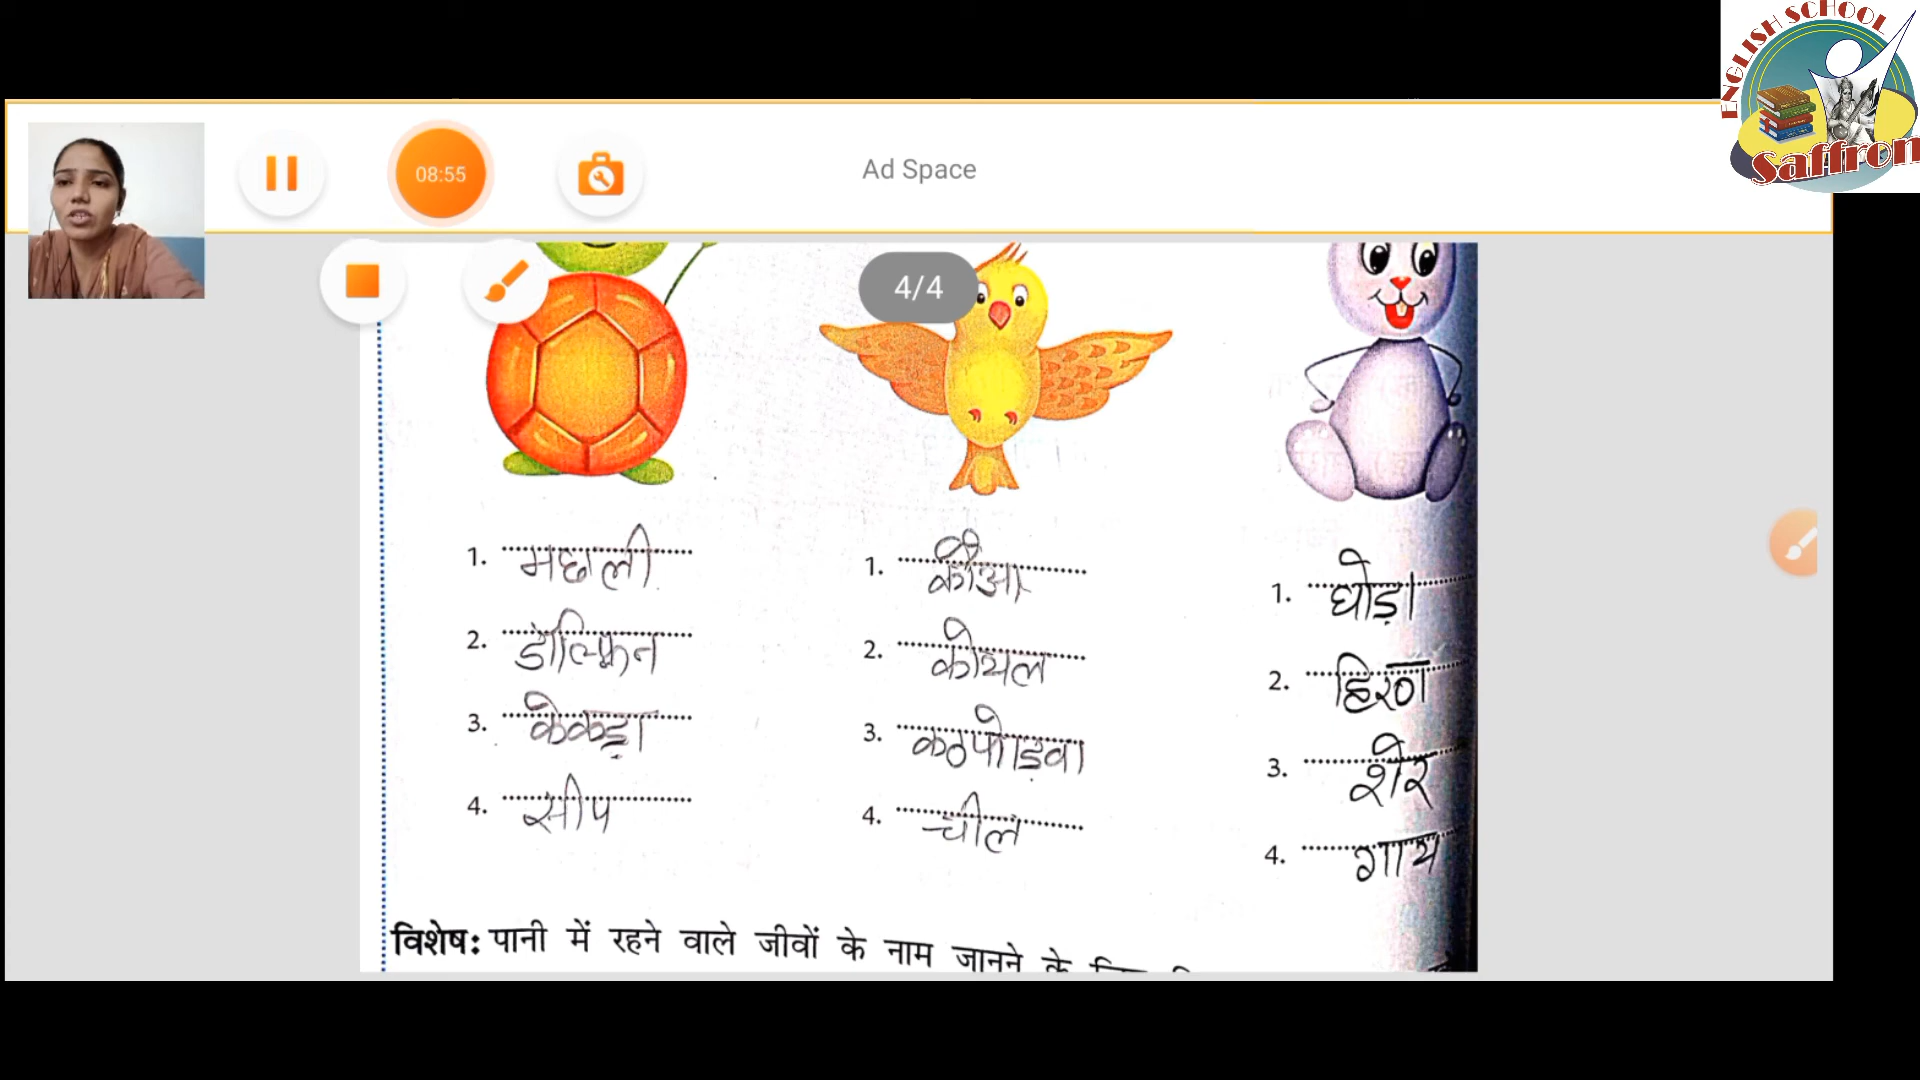 ENGLISH SCHOOL
Saffron
08:55
Ad Space
4/4
1. मछली
2. डॉल्फिन
3. केकड़ा
4. सीप
1. कौआ
2. कोयल
3. कठफोड़वा
4. चील
1. घोड़ा
2. हिरण
3. शेर
4. गाय
विशेष: पानी में रहने वाले जीवों के नाम जानने के